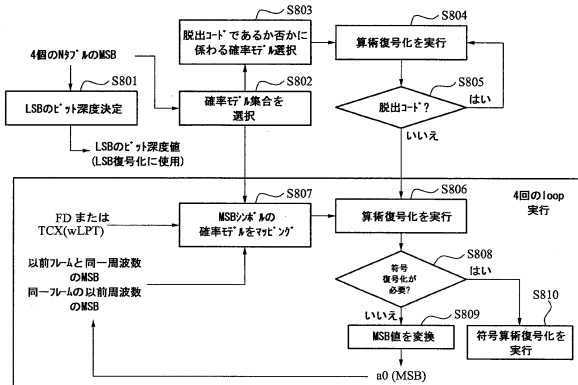 S803
脱出コードであるか否かに
係わる確率モデル選択
S804
算術復号化を実行
4個のNタプルのMSB
S801
LSBのビット深度決定
S802
確率モデル集合を
選択
S805
脱出コード?
はい
いいえ
LSBのビット深度値
(LSB復号化に使用)
S807
MSBシンボルの
確率モデルをマッピング
S806
算術復号化を実行
4回のloop
実行
FD または
TCX(wLPT)
以前フレームと同一周波数
のMSB
同一フレームの以前周波数
のMSB
S808
符号
復号化が
必要?
はい
いいえ
S809
MSB値を変換
S810
符号算術復号化を
実行
a0 (MSB)